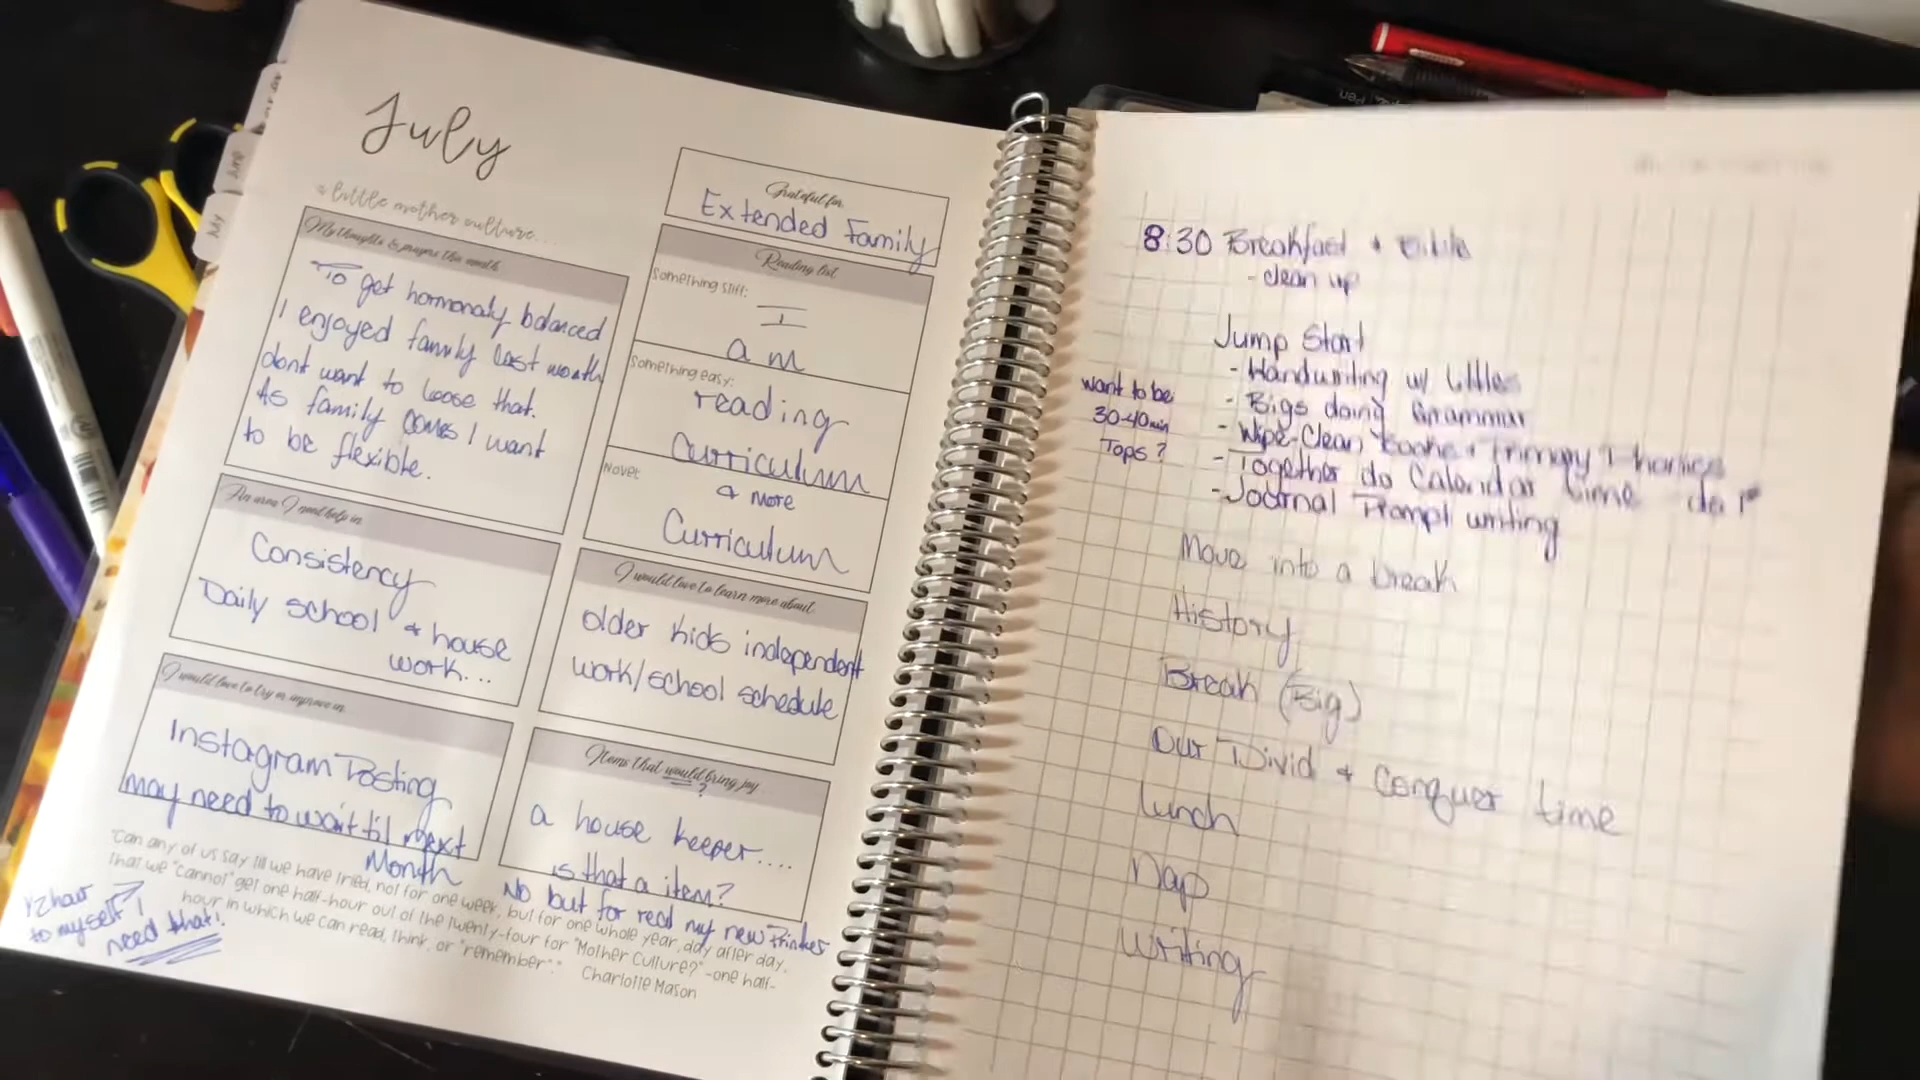 July
a little mother culture...
My thoughts & prayers this month
To get hormonaly balanced
I enjoyed family last month
dont want to loose that.
As family comes I want
to be flexible.
An area I need help in
Consistency
Daily school + house
work...
I would love to try or improve in
Instagram Posting
may need to wait til next
Month
Grateful for
Extended Family
Reading list
Something stiff:
I
am
Something easy:
reading
Curriculum
Novel:
& more
Curriculum
I would love to learn more about
older kids independent
work/school schedule
Items that would bring joy
?
a house keeper....
is that a item?
No but for real my new Printer
"Can any of us say till we have tried, not for one week, but for one whole year, day after day,
that we "cannot" get one half-hour out of the twenty-four for "Mother Culture?"-one half-
hour in which we can read, think, or "remember"."
Charlotte Mason
1/2 hour
to myself!
need that!
June
July
8:30 Breakfast + Bible
- clean up
Jump Start
- Handwriting w/ littles
- Bigs doing Grammar
- Wipe-Clean Books + Primary
- Together do Calendar time
- Journal Prompt writing
want to be
30-40 min
Tops?
Move into a break
History
Break (Big)
Our Divid + Conquer time
Lunch
Nap
Writing
Pen